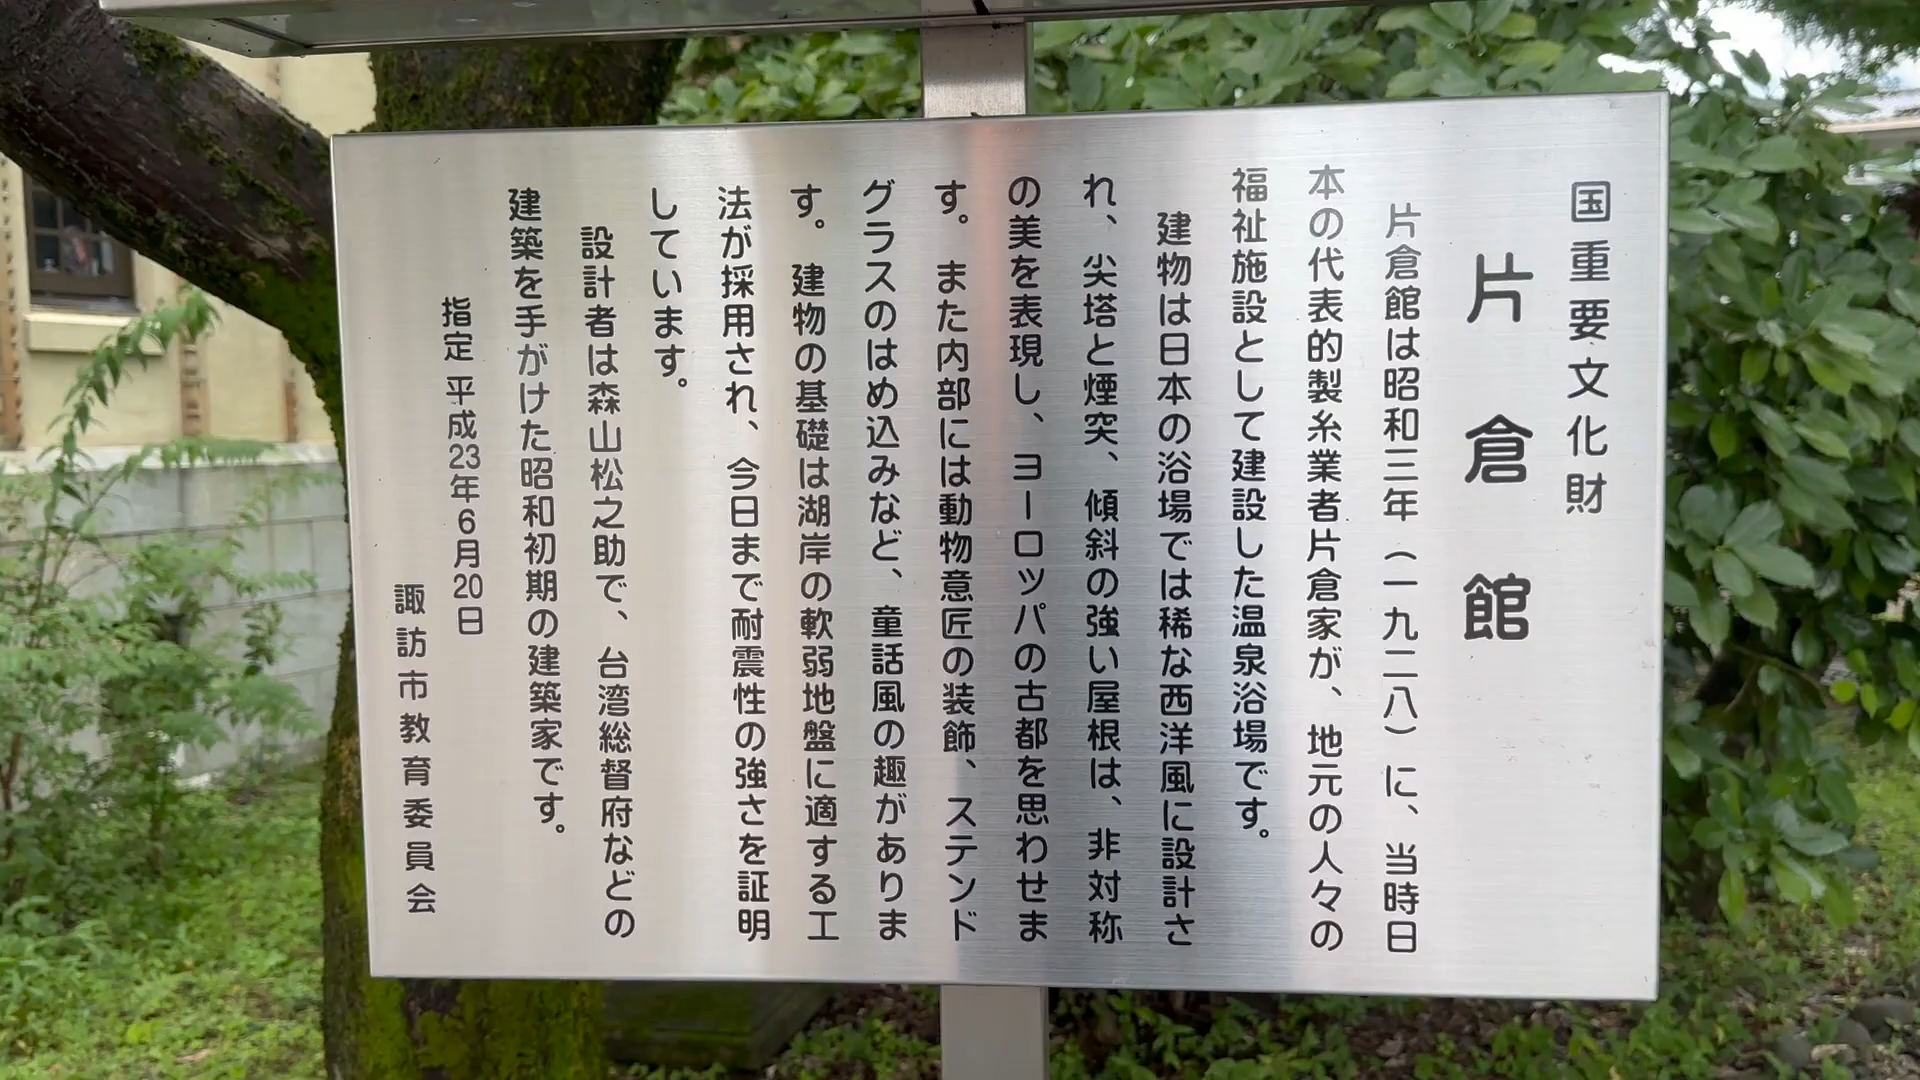 国重要文化財
片倉館
片倉館は昭和三年（一九二八）に、当時日
本の代表的製糸業者片倉家が、地元の人々の
福祉施設として建設した温泉浴場です。
建物は日本の浴場では稀な西洋風に設計さ
れ、尖塔と煙突、傾斜の強い屋根は、非対称
の美を表現し、ヨーロッパの古都を思わせま
す。また内部には動物意匠の装飾、ステンド
グラスのはめ込みなど、童話風の趣がありま
す。建物の基礎は湖岸の軟弱地盤に適する工
法が採用され、今日まで耐震性の強さを証明
しています。
設計者は森山松之助で、台湾総督府などの
建築を手がけた昭和初期の建築家です。
指定 平成23年6月20日
諏訪市教育委員会